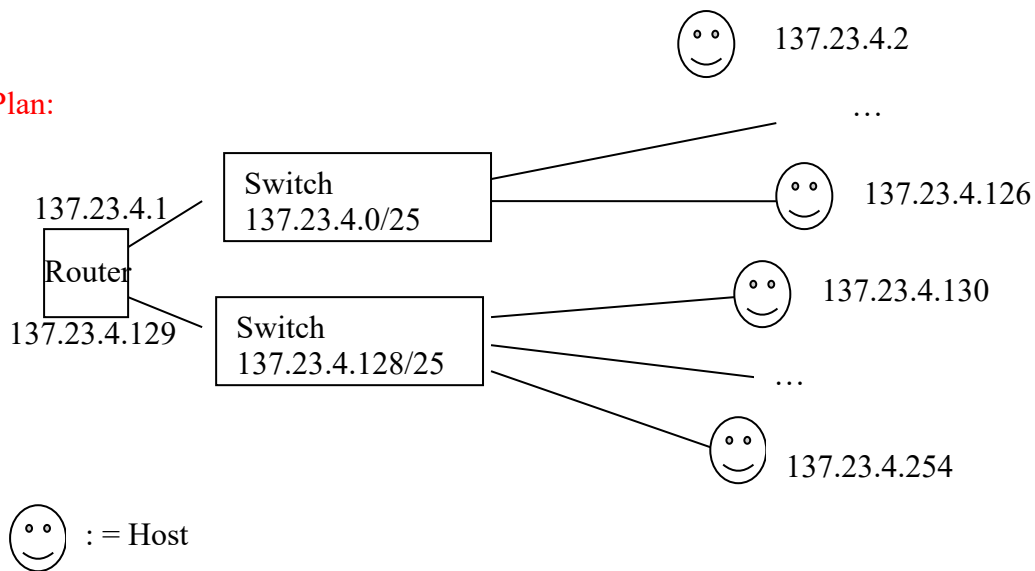 137.23.4.2
Plan:
…
Switch
137.23.4.0/25
137.23.4.126
137.23.4.1
Router
137.23.4.129
137.23.4.130
Switch
137.23.4.128/25
…
137.23.4.254
: = Host